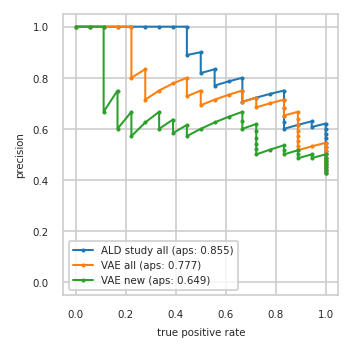 1.0
0.8
0.6
0.4
0.2
0.0
precision
ALD study all (aps: 0.855)
VAE all (aps: 0.777)
VAE new (aps: 0.649)
0.0 0.2 0.4 0.6 0.8 1.0
true positive rate